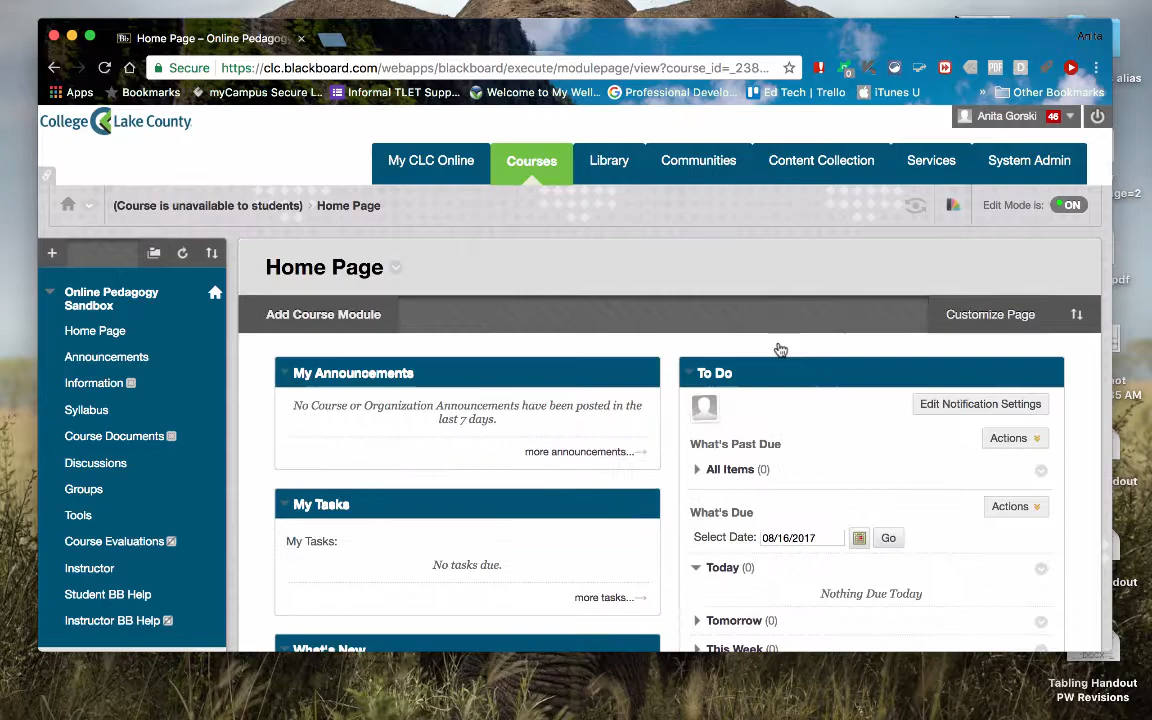 Home Page – Online Pedagogy
Anita
Secure
https://clc.blackboard.com/webapps/blackboard/execute/modulepage/view?course_id=_238...
Apps
Bookmarks
myCampus Secure L...
Informal TLET Supp...
Welcome to My Well...
Professional Develo...
Ed Tech | Trello
iTunes U
»
Other Bookmarks
alias
College of Lake County
Anita Gorski 46
My CLC Online
Courses
Library
Communities
Content Collection
Services
System Admin
(Course is unavailable to students)
Home Page
Edit Mode is: ON
ge=2
Online Pedagogy
Sandbox
Home Page
Announcements
Information
Syllabus
Course Documents
Discussions
Groups
Tools
Course Evaluations
Instructor
Student BB Help
Instructor BB Help
Home Page
Add Course Module
Customize Page
My Announcements
No Course or Organization Announcements have been posted in the
last 7 days.
more announcements...
My Tasks
My Tasks:
No tasks due.
more tasks...
What's New
To Do
Edit Notification Settings
What's Past Due
Actions
All Items (0)
What's Due
Actions
Select Date: 08/16/2017 Go
Today (0)
Nothing Due Today
Tomorrow (0)
This Week (0)
pdf
dout
dout
Tabling Handout
PW Revisions